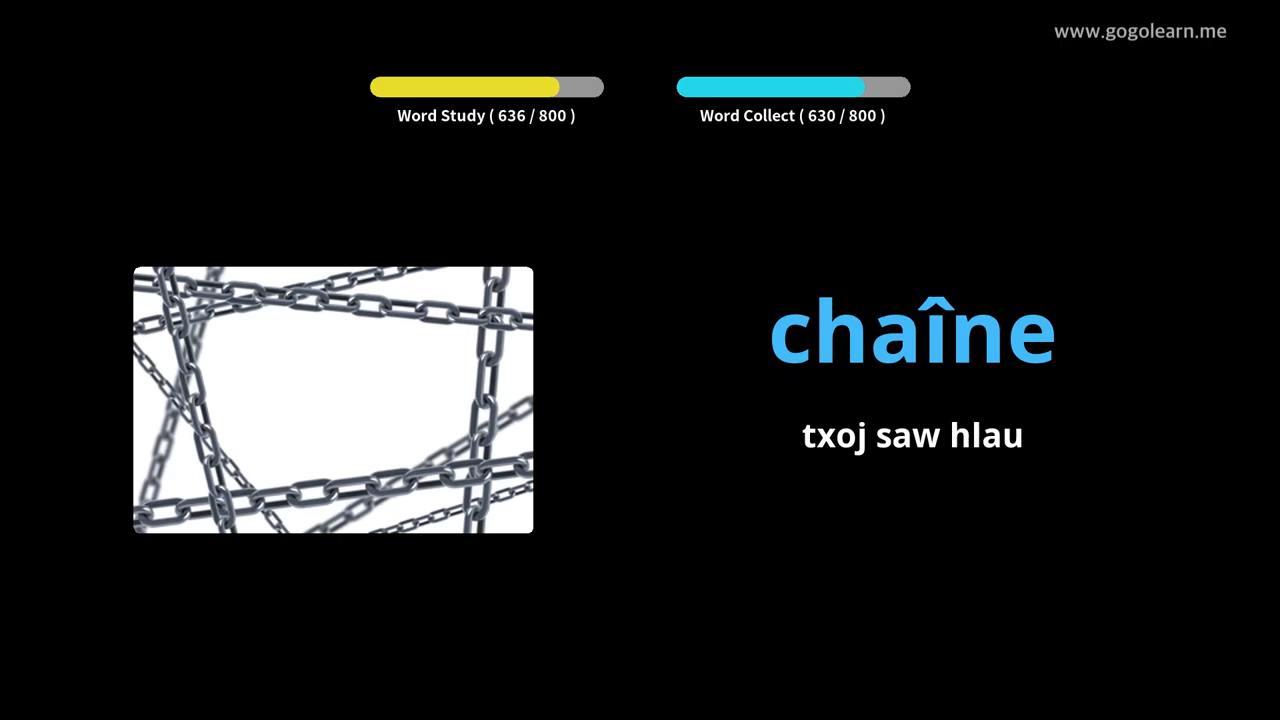 www.gogolearn.me
Word Study ( 636 / 800 )
Word Collect ( 630 / 800 )
chaîne
txoj saw hlau